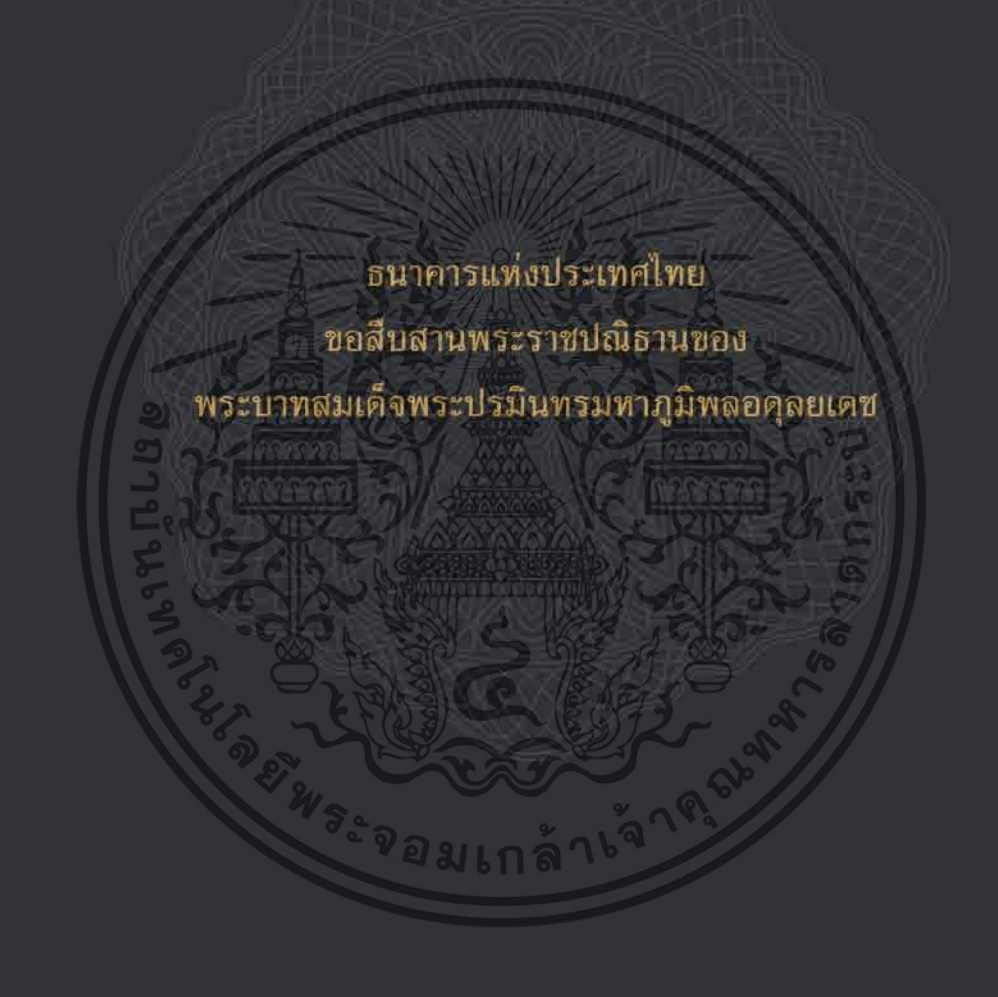 ธนาคารแห่งประเทศไทย
ขอสืบสานพระราชปณิธานของ
พระบาทสมเด็จพระปรมินทรมหาภูมิพลอดุลยเดช
สถาบันเทคโนโลยีพระจอมเกล้าเจ้าคุณทหารลาดกระบัง